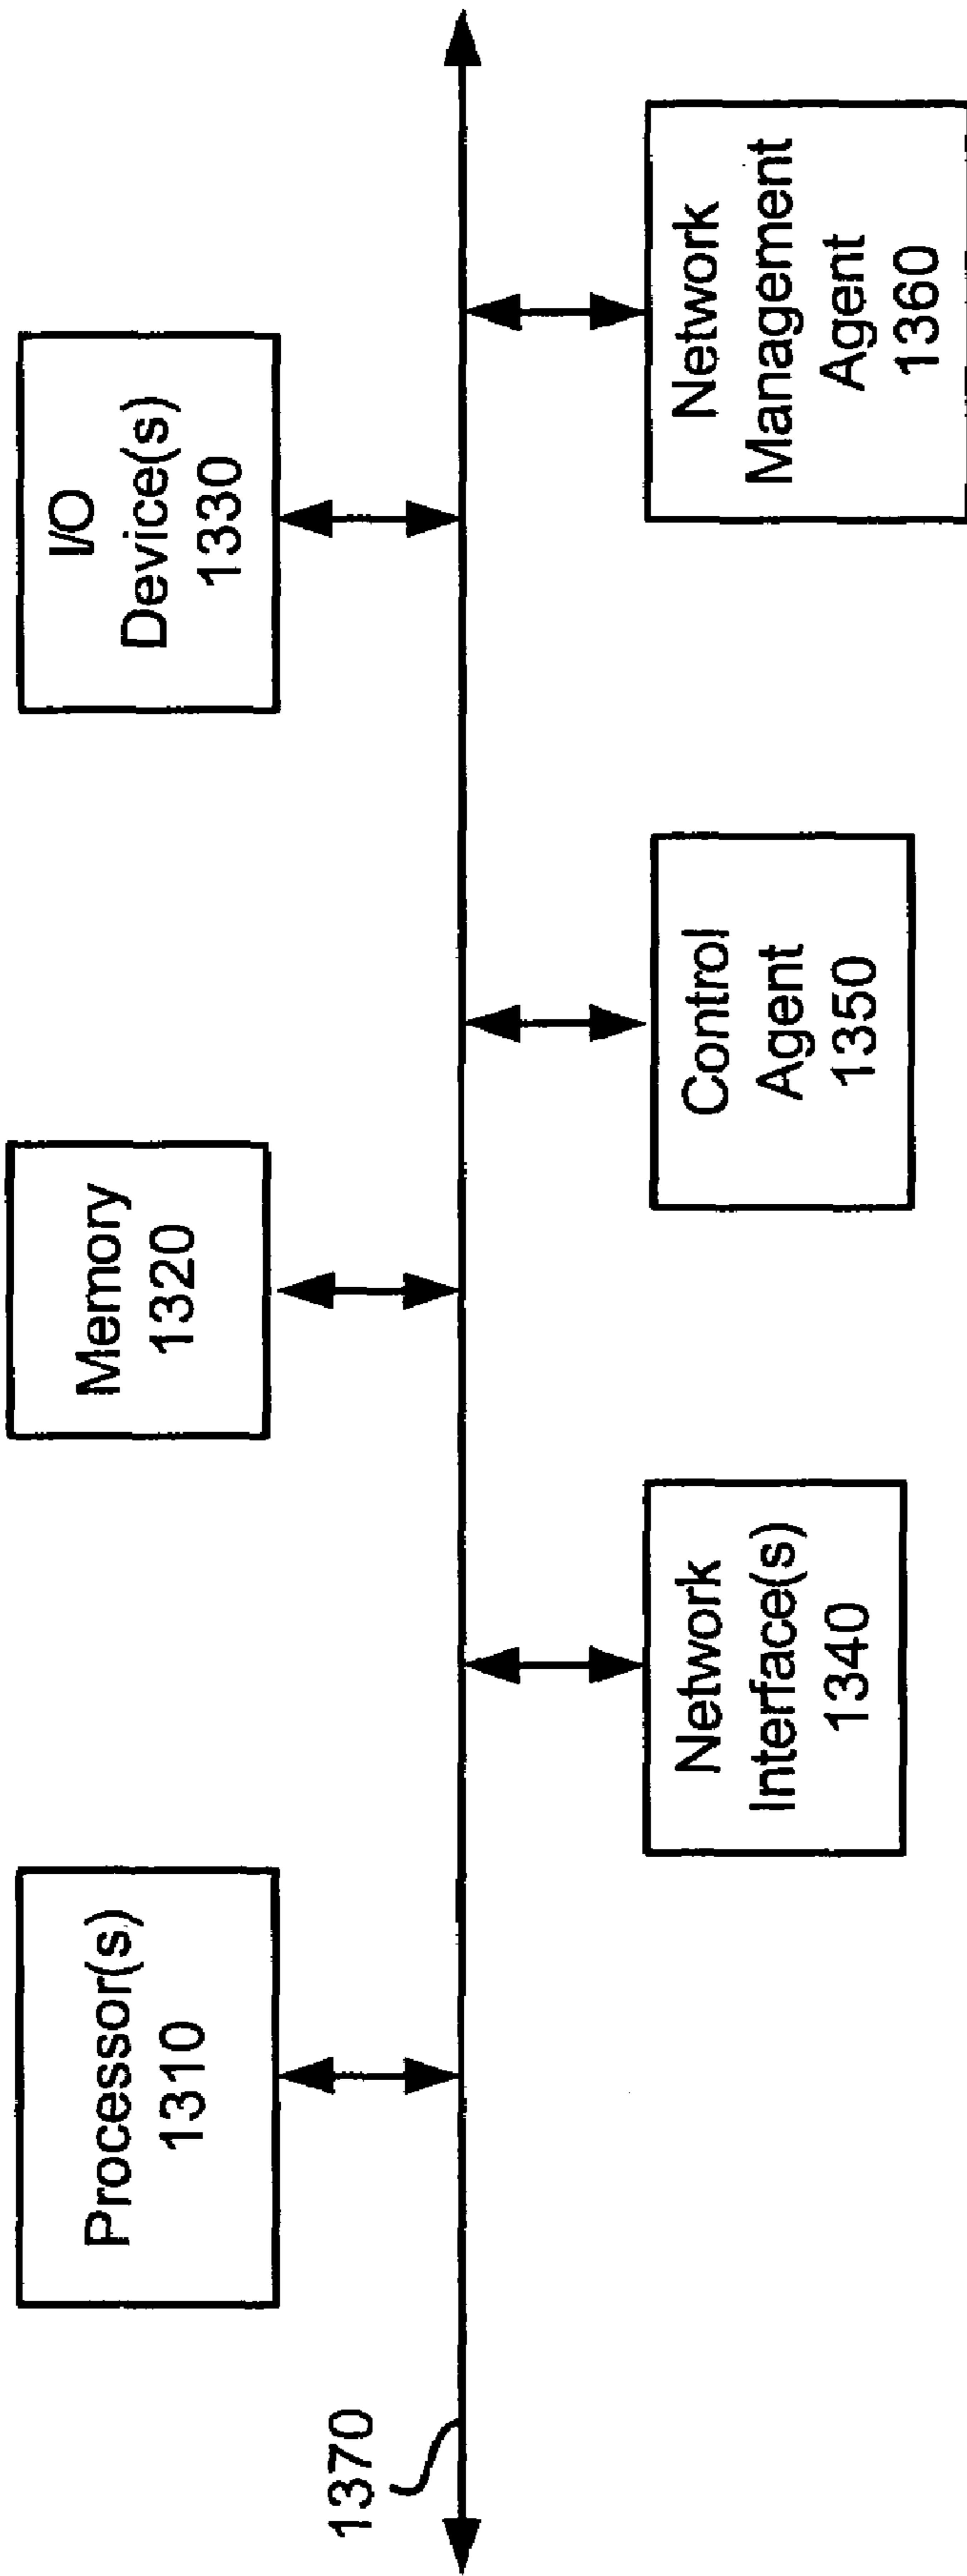 Processor(s)
1310
Memory
1320
I/O
Device(s)
1330
1370
Network
Interface(s)
1340
Control
Agent
1350
Network
Management
Agent
1360